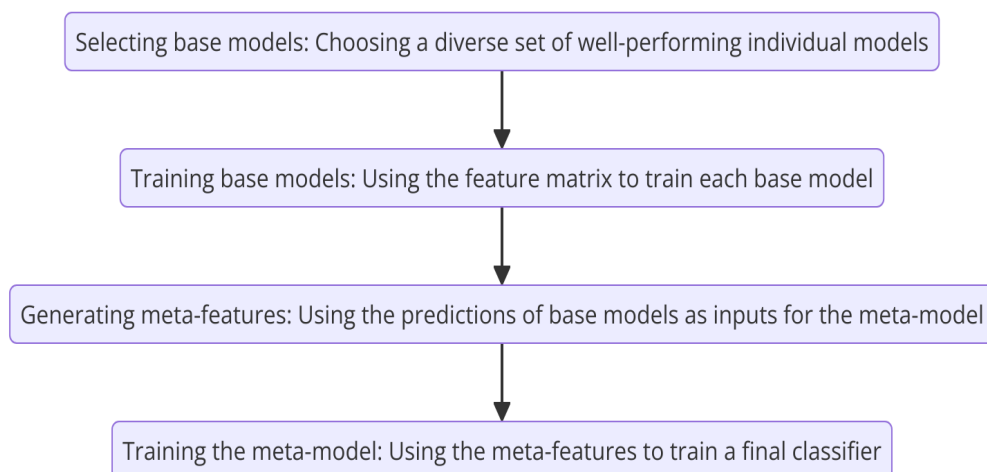 Selecting base models: Choosing a diverse set of well-performing individual models
Training base models: Using the feature matrix to train each base model
Generating meta-features: Using the predictions of base models as inputs for the meta-model
Training the meta-model: Using the meta-features to train a final classifier